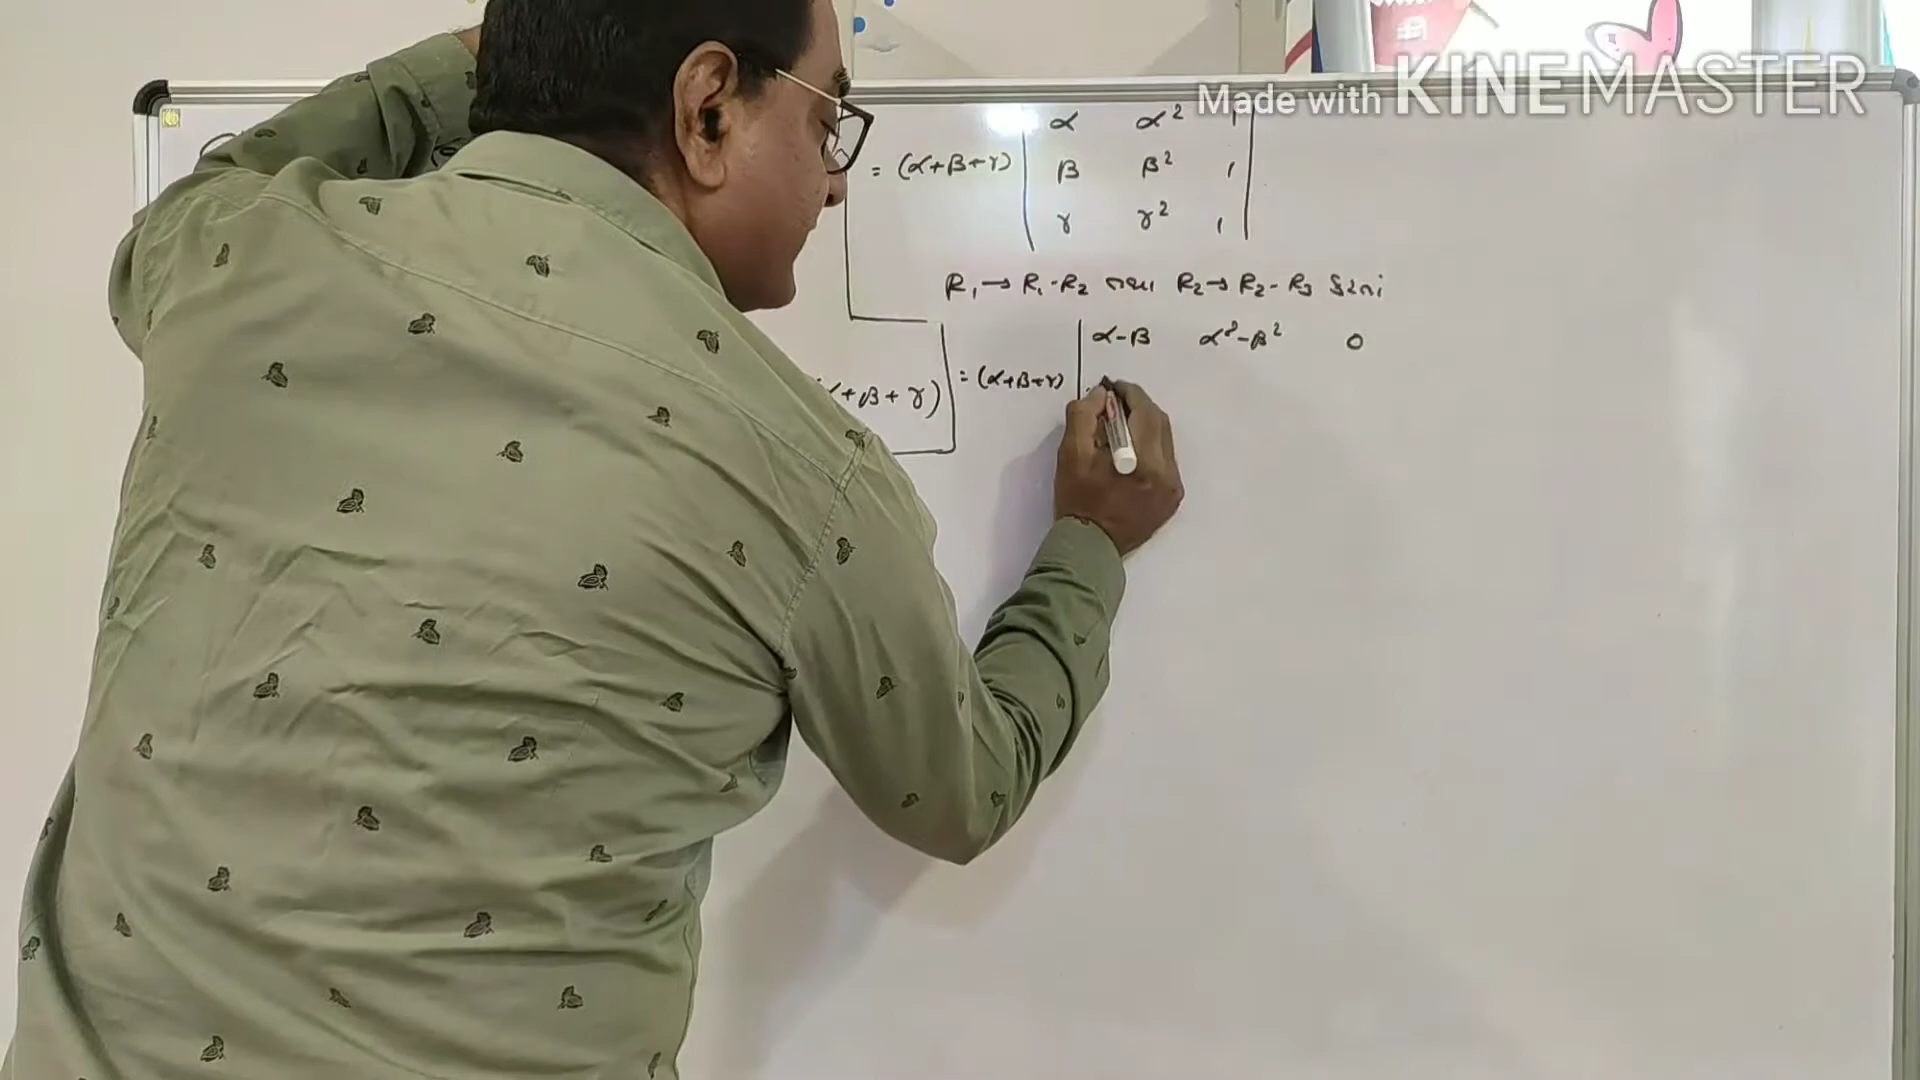 Made with KINEMASTER
α α² 1
= (α+β+γ) β β² 1
γ γ² 1
R₁→R₁-R₂ તથા R₂→R₂-R₃ કરતાં
α-β α²-β² 0
+β+γ) = (α+β+γ)